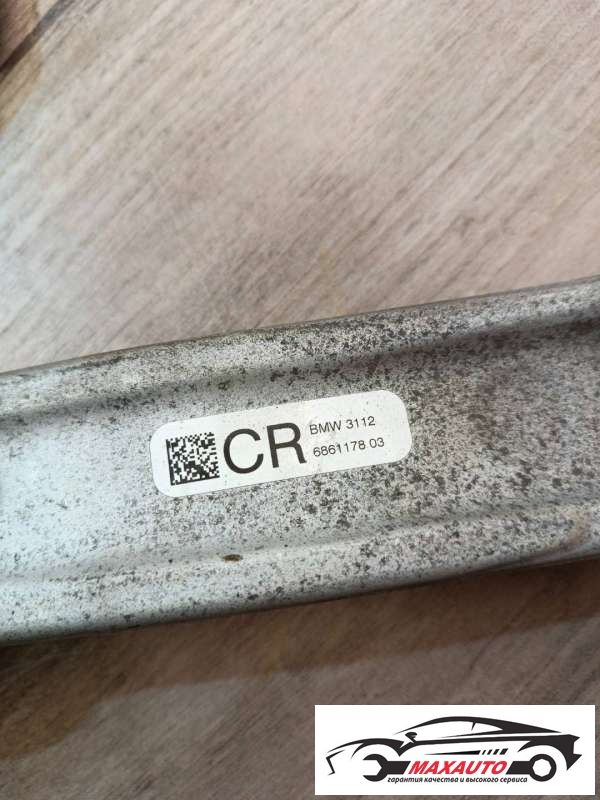 CR
BMW 3112
6861178 03
MAXAUTO
гарантия качества и высокого сервиса